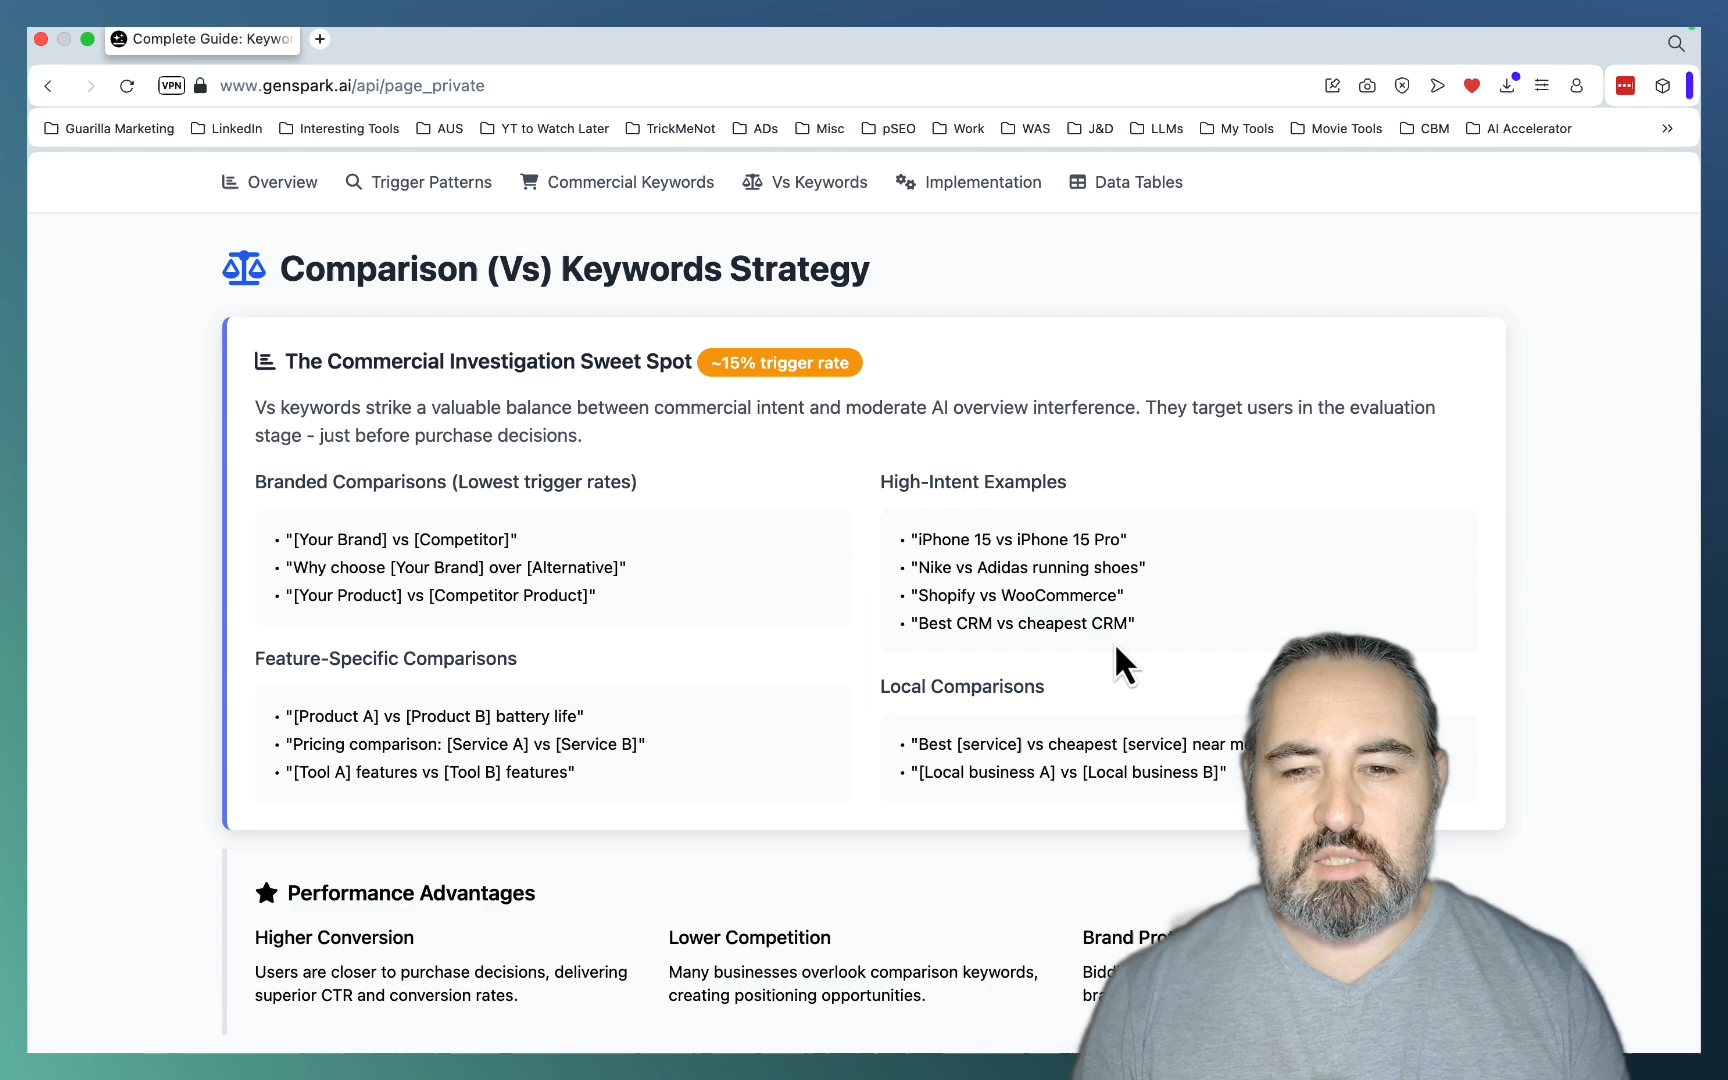 Complete Guide: Keywor
VPN
www.genspark.ai/api/page_private
Guarilla Marketing LinkedIn Interesting Tools AUS YT to Watch Later TrickMeNot ADs Misc pSEO Work WAS J&D LLMs My Tools Movie Tools CBM AI Accelerator
Overview Trigger Patterns Commercial Keywords Vs Keywords Implementation Data Tables
Comparison (Vs) Keywords Strategy
The Commercial Investigation Sweet Spot ~15% trigger rate
Vs keywords strike a valuable balance between commercial intent and moderate AI overview interference. They target users in the evaluation
stage - just before purchase decisions.
Branded Comparisons (Lowest trigger rates)
• "[Your Brand] vs [Competitor]"
• "Why choose [Your Brand] over [Alternative]"
• "[Your Product] vs [Competitor Product]"
Feature-Specific Comparisons
• "[Product A] vs [Product B] battery life"
• "Pricing comparison: [Service A] vs [Service B]"
• "[Tool A] features vs [Tool B] features"
High-Intent Examples
• "iPhone 15 vs iPhone 15 Pro"
• "Nike vs Adidas running shoes"
• "Shopify vs WooCommerce"
• "Best CRM vs cheapest CRM"
Local Comparisons
• "Best [service] vs cheapest [service] near
• "[Local business A] vs [Local business B]"
Performance Advantages
Higher Conversion
Users are closer to purchase decisions, delivering
superior CTR and conversion rates.
Lower Competition
Many businesses overlook comparison keywords,
creating positioning opportunities.
Brand